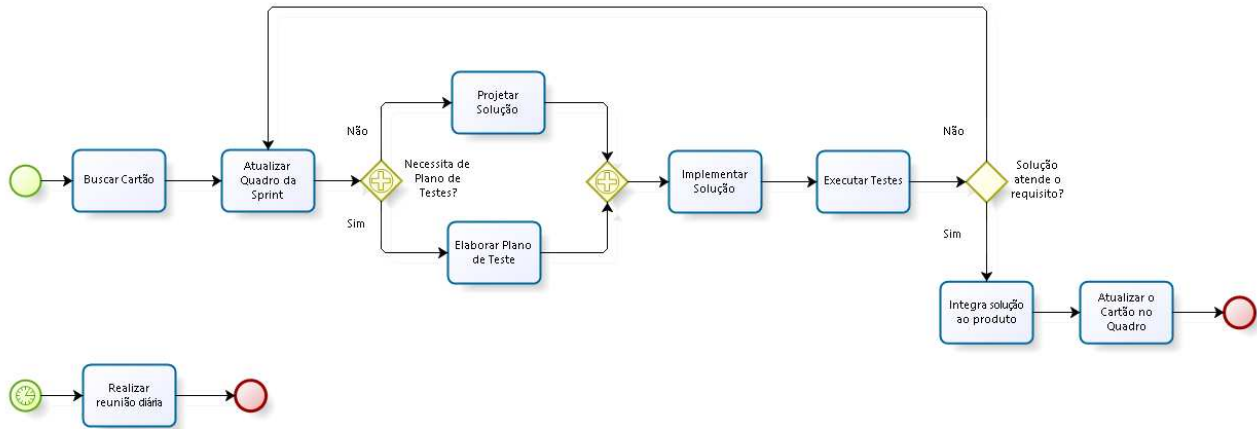 Projetar
Solução
Não
Não
Buscar Cartão
Atualizar
Quadro da
Sprint
Necessita de
Plano de
Testes?
Implementar
Solução
Executar Testes
Solução
atende o
requisito?
Sim
Sim
Elaborar Plano
de Teste
Integra solução
ao produto
Atualizar o
Cartão no
Quadro
Realizar
reunião diária